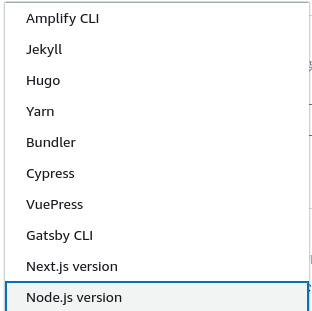 Amplify CLI
Jekyll
Hugo
Yarn
Bundler
Cypress
VuePress
Gatsby CLI
Next.js version
Node.js version